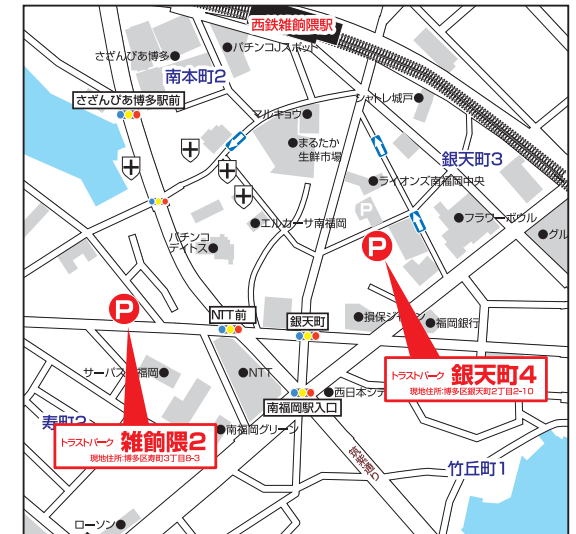 西鉄雑餉隈駅
パチンコJスポット
さざんぴあ博多
南本町2
さざんぴあ博多駅前
マルキョウ
シャトレ城戸
まるたか
生鮮市場
銀天町3
ライオンズ南福岡中央
P
エルカーサ南福岡
フラワーボウル
パチンコ
デイトス
グル
P
P
NTT前
銀天町
損保ジャパン
福岡銀行
サーパス
福岡
NTT
西日本シテ
トラストパーク 銀天町4
現地住所:博多区銀天町2丁目2-10
南福岡駅入口
寿町2
トラストパーク 雑餉隈2
現地住所:博多区寿町3丁目6-3
南福岡グリーン
筑紫通り
竹丘町1
ローソン